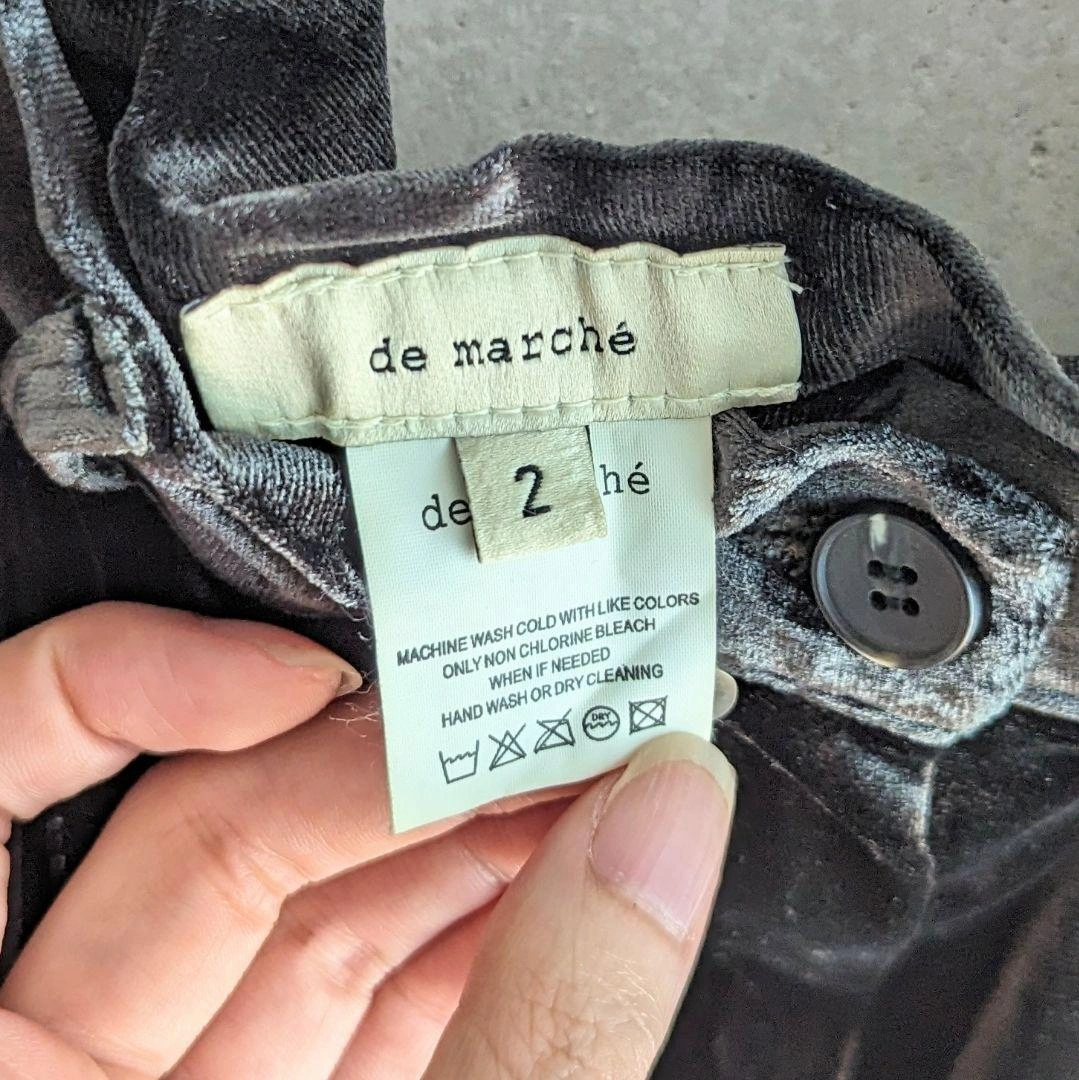 de marché
2
de hé
MACHINE WASH COLD WITH LIKE COLORS
ONLY NON CHLORINE BLEACH
WHEN IF NEEDED
HAND WASH OR DRY CLEANING
DRY